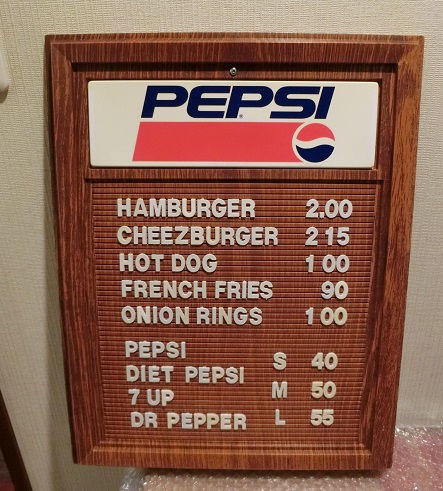 PEPSI
HAMBURGER 2.00
CHEEZBURGER 2 15
HOT DOG 1 00
FRENCH FRIES 90
ONION RINGS 1 00
PEPSI S 40
DIET PEPSI M 50
7 UP L 55
DR PEPPER